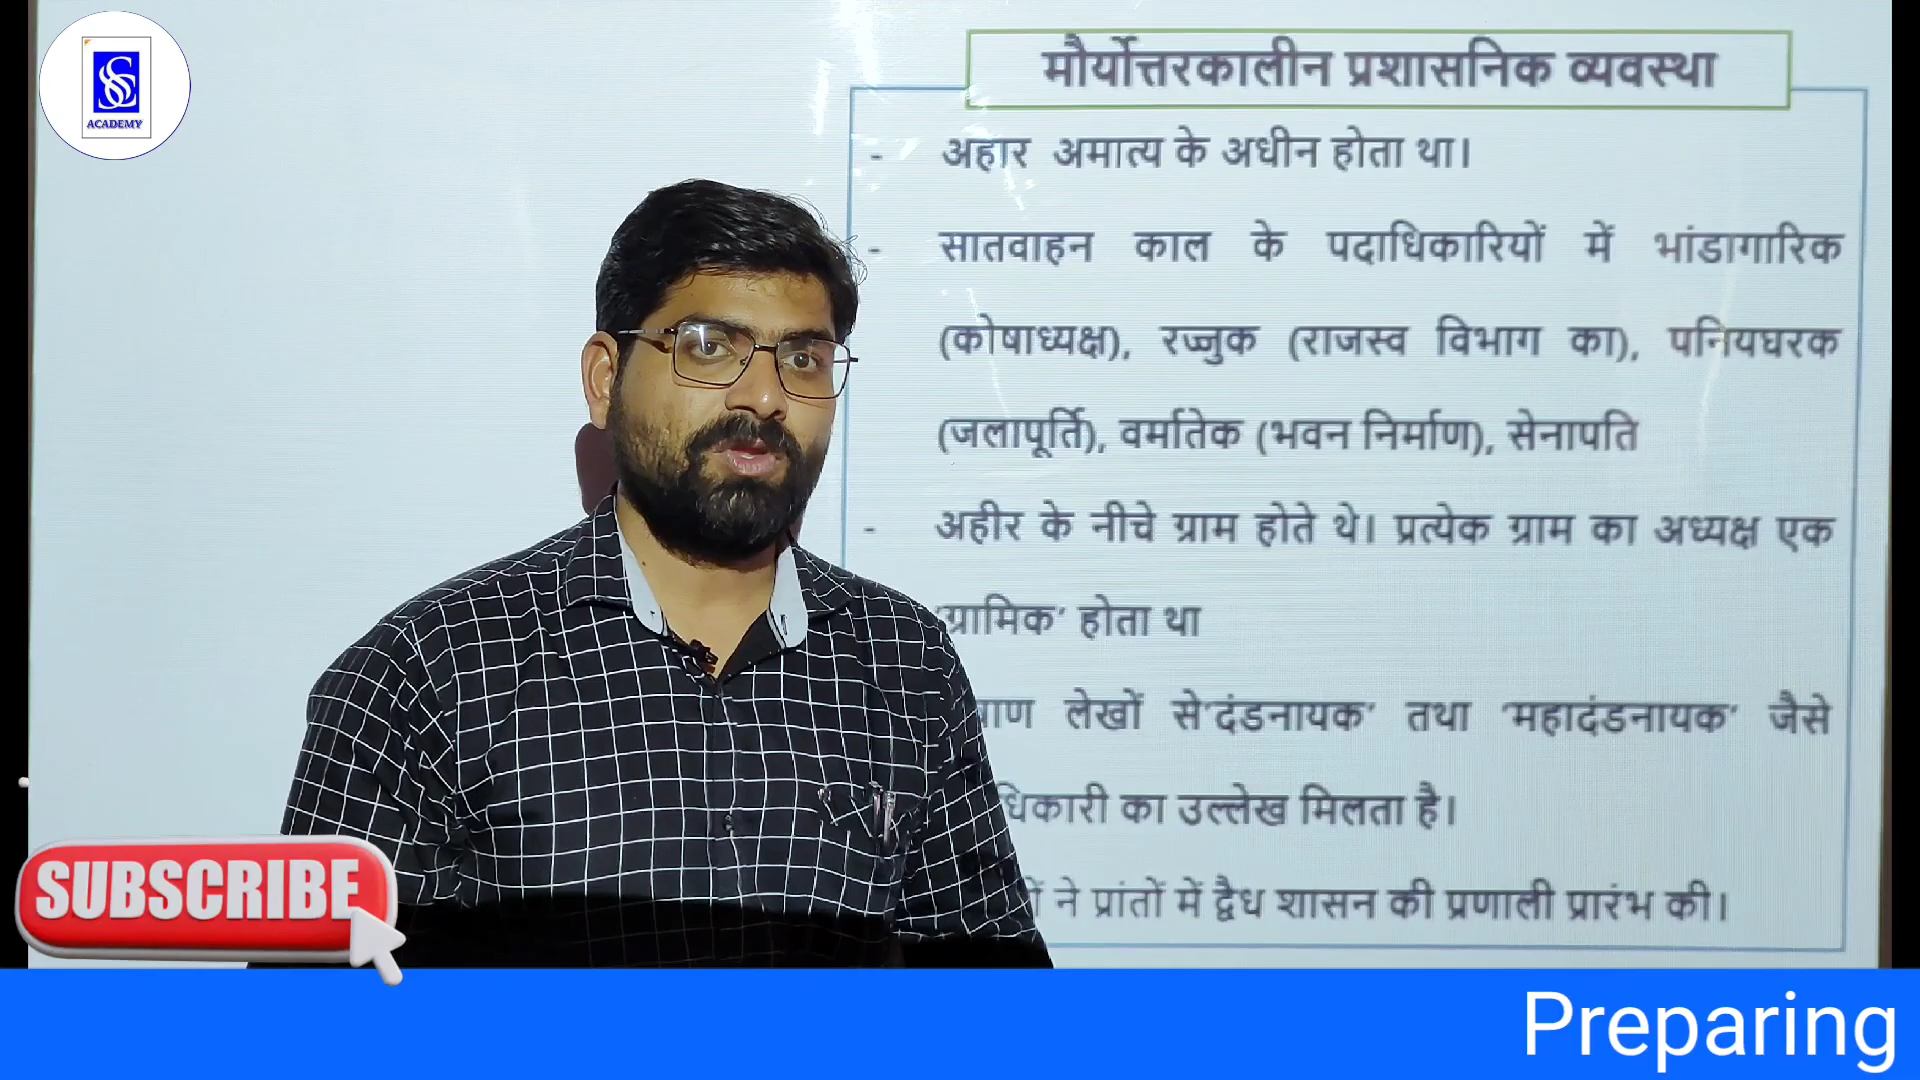 SS
ACADEMY
मौर्योत्तरकालीन प्रशासनिक व्यवस्था
- अहार अमात्य के अधीन होता था।
- सातवाहन काल के पदाधिकारियों में भांडागारिक
(कोषाध्यक्ष), रज्जुक (राजस्व विभाग का), पनियघरक
(जलापूर्ति), वर्मातेक (भवन निर्माण), सेनापति
- अहीर के नीचे ग्राम होते थे। प्रत्येक ग्राम का अध्यक्ष एक
'ग्रामिक' होता था
लेखों से 'दंडनायक' तथा 'महादंडनायक' जैसे
का उल्लेख मिलता है।
ने प्रांतों में द्वैध शासन की प्रणाली प्रारंभ की।
SUBSCRIBE
Preparing